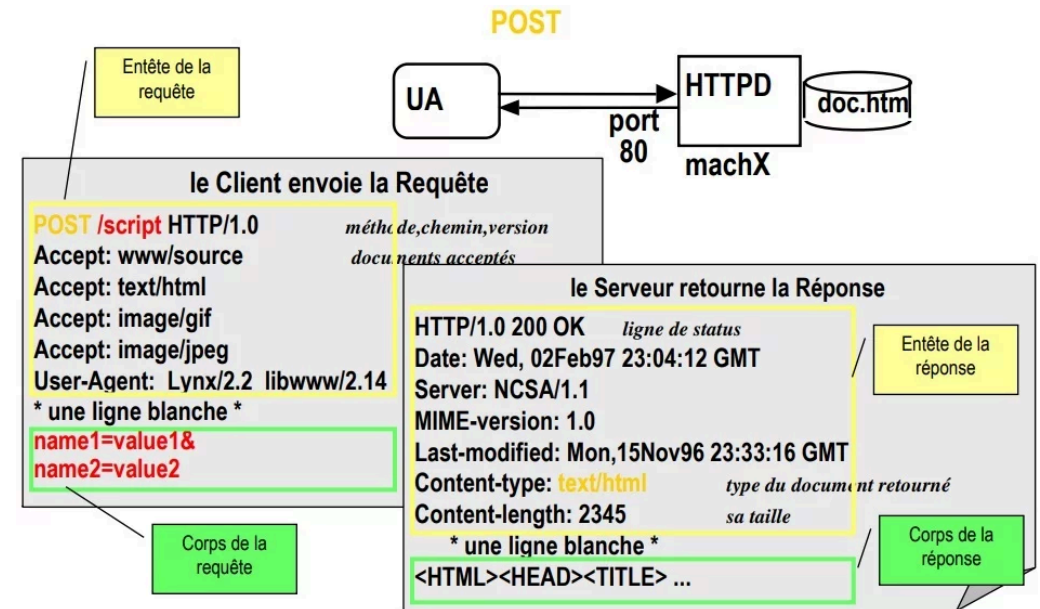 POST
Entête de la
requête
UA
HTTPD
doc.htm
port
80
machX
le Client envoie la Requête
POST /script HTTP/1.0 méthode,chemin,version
Accept: www/source documents acceptés
Accept: text/html
Accept: image/gif
Accept: image/jpeg
User-Agent: Lynx/2.2 libwww/2.14
* une ligne blanche *
name1=value1&
name2=value2
Corps de la
requête
le Serveur retourne la Réponse
HTTP/1.0 200 OK ligne de status
Date: Wed, 02Feb97 23:04:12 GMT
Server: NCSA/1.1
MIME-version: 1.0
Last-modified: Mon,15Nov96 23:33:16 GMT
Content-type: text/html type du document retourné
Content-length: 2345 sa taille
* une ligne blanche *
<HTML><HEAD><TITLE> ...
Entête de la
réponse
Corps de la
réponse